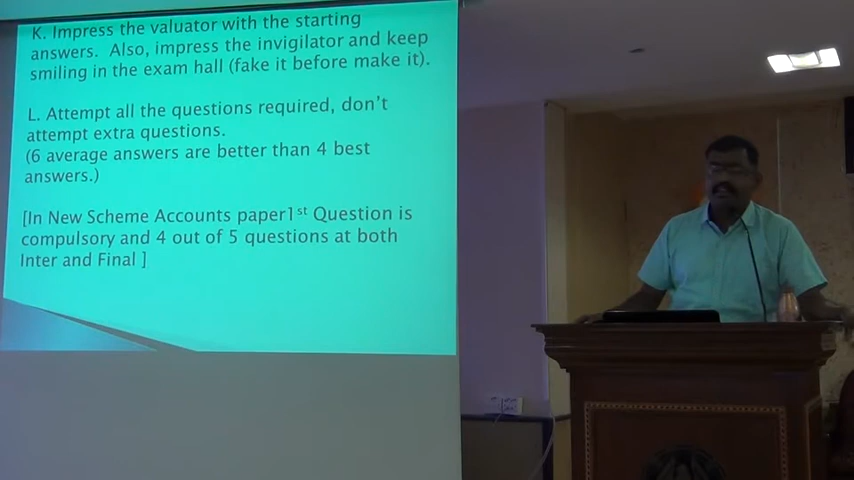 K. Impress the valuator with the starting
answers. Also, impress the invigilator and keep
smiling in the exam hall (fake it before make it).
L. Attempt all the questions required, don't
attempt extra questions.
(6 average answers are better than 4 best
answers.)
[In New Scheme Accounts paper1st Question is
compulsory and 4 out of 5 questions at both
Inter and Final ]